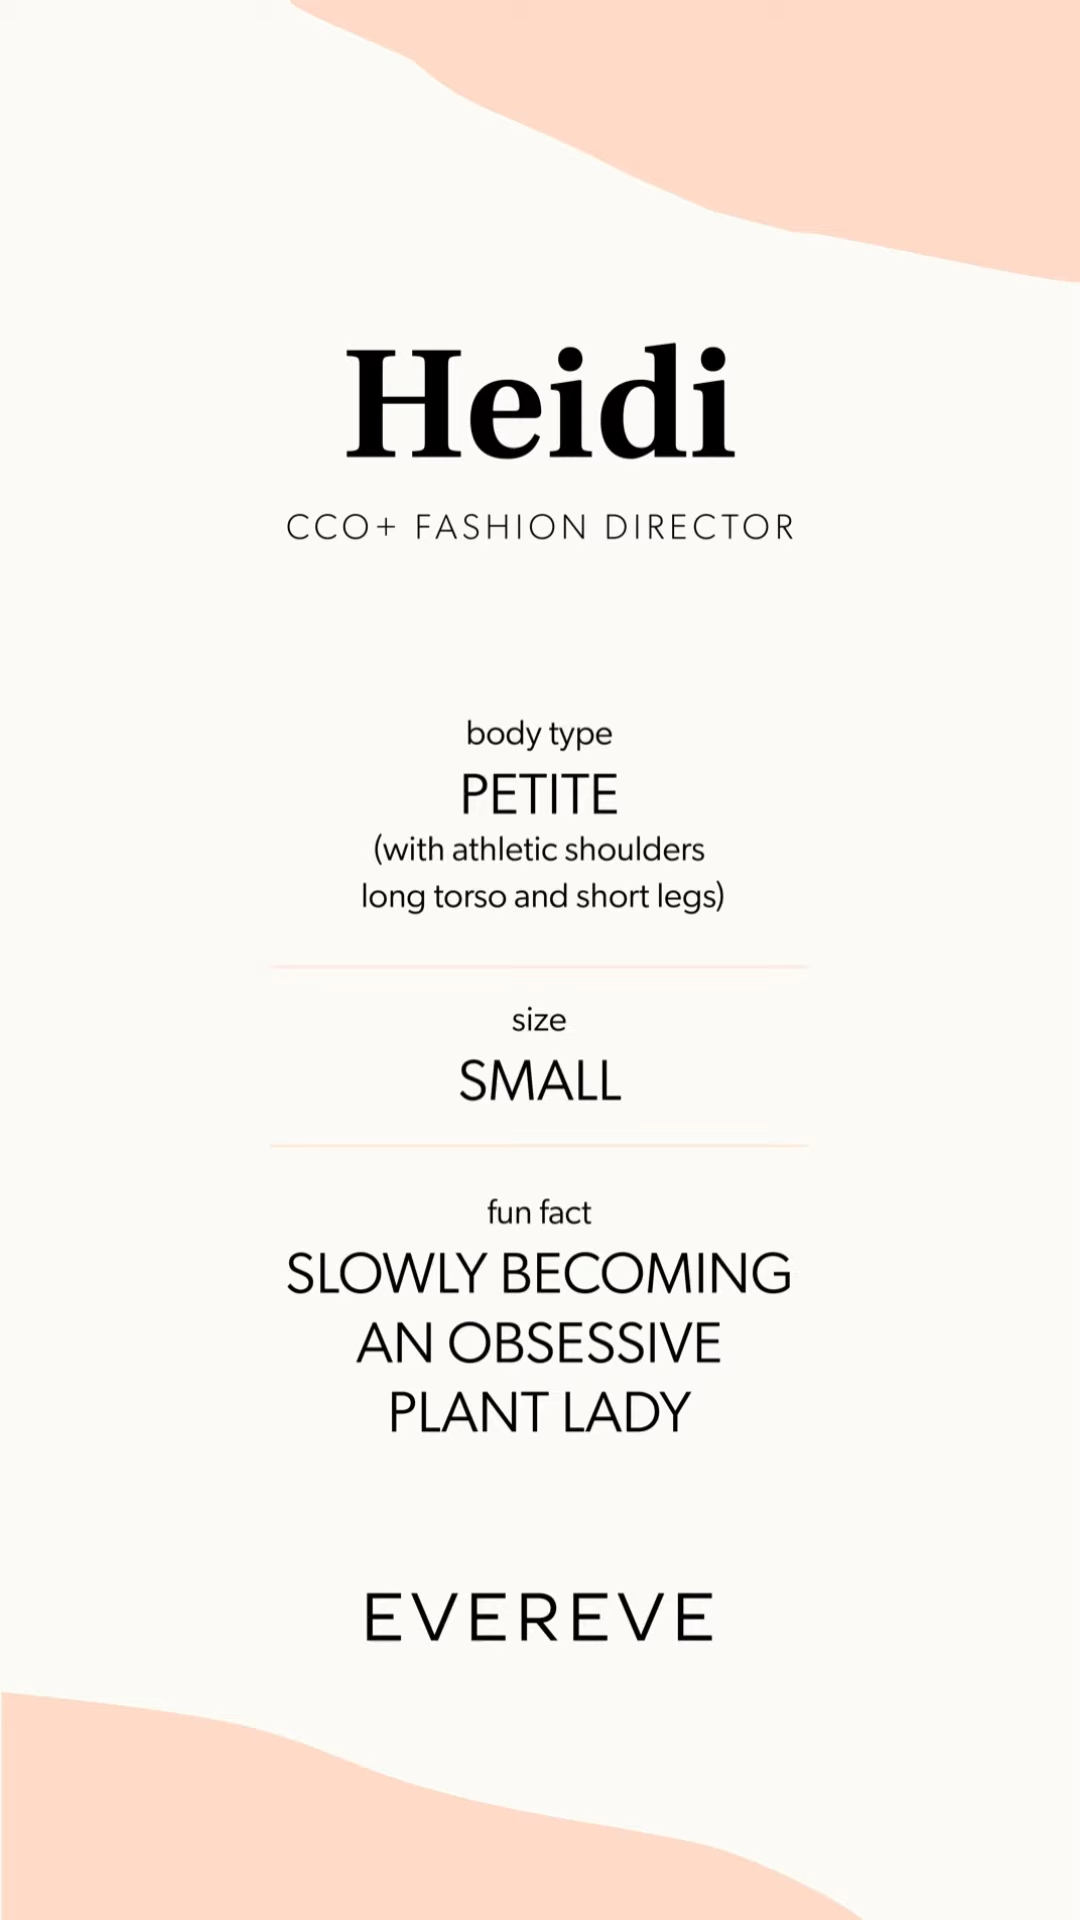 Heidi
CCO+ FASHION DIRECTOR
body type
PETITE
(with athletic shoulders
long torso and short legs)
size
SMALL
fun fact
SLOWLY BECOMING
AN OBSESSIVE
PLANT LADY
EVEREVE